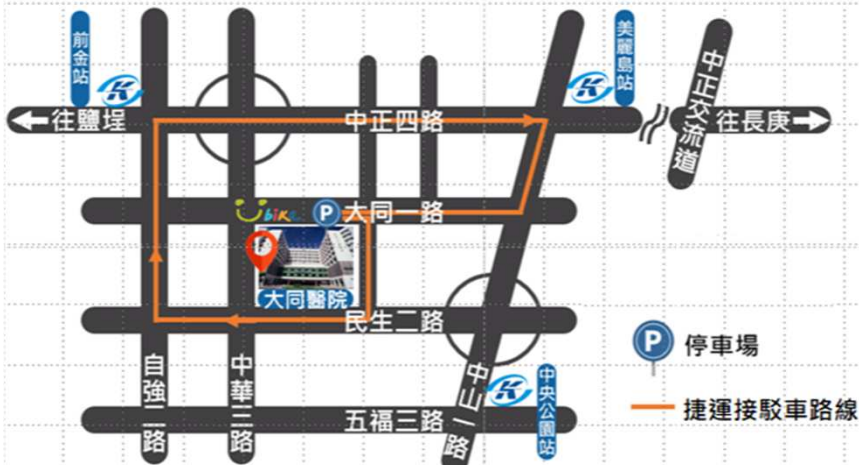 前金站
美麗島站
中正交流道
往鹽埕
中正四路
往長庚
Ubike
P
大同一路
大同醫院
民生二路
P 停車場
自強二路
中華三路
中山一路
中央公園站
五福三路
捷運接駁車路線